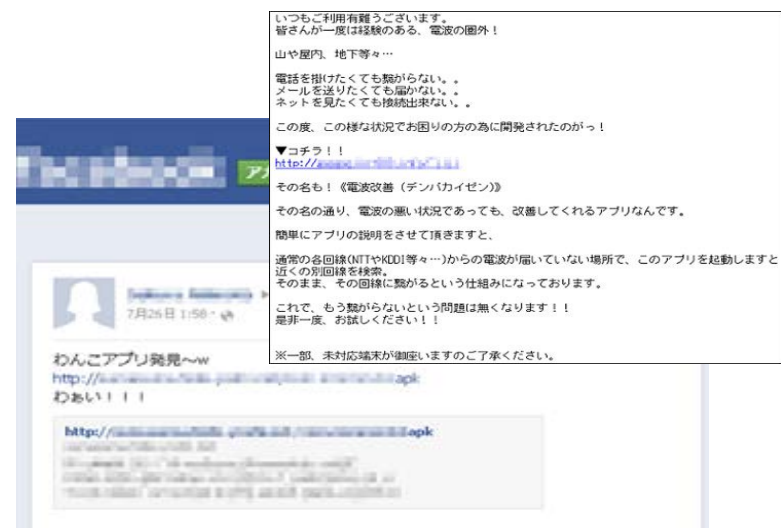 いつもご利用有難うございます。
皆さんが一度は経験のある、電波の圏外！
山や屋内、地下等々…
電話を掛けたくても繋がらない。。
メールを送りたくても届かない。。
ネットを見たくても接続出来ない。。
この度、この様な状況でお困りの方の為に開発されたのがっ！
▼コチラ！！
http://
その名も！《電波改善（デンパカイゼン）》
その名の通り、電波の悪い状況であっても、改善してくれるアプリなんです。
簡単にアプリの説明をさせて頂きますと、
通常の各回線(NTTやKDDI等々…)からの電波が届いていない場所で、このアプリを起動しますと
近くの別回線を検索。
そのまま、その回線に繋がるという仕組みになっております。
これで、もう繋がらないという問題は無くなります！！
是非一度、お試しください！！
※一部、未対応端末が御座いますのご了承ください。
7月26日 1:58
わんこアプリ発見～w
http:// apk
わぁい！！！
http:// apk